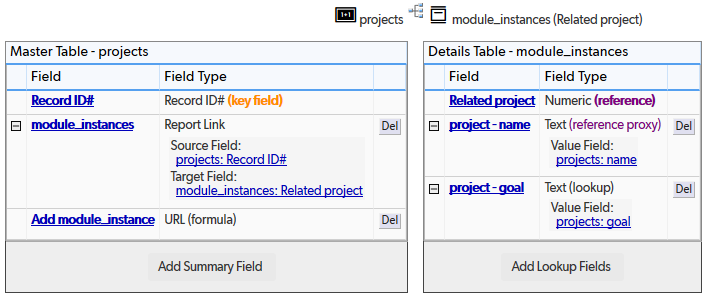 1+1 projects module_instances (Related project)
Master Table - projects
Field Field Type
Record ID# Record ID# (key field)
module_instances Report Link Del
Source Field:
projects: Record ID#
Target Field:
module_instances: Related project
Add module_instance URL (formula) Del
Add Summary Field
Details Table - module_instances
Field Field Type
Related project Numeric (reference)
project - name Text (reference proxy) Del
Value Field:
projects: name
project - goal Text (lookup) Del
Value Field:
projects: goal
Add Lookup Fields